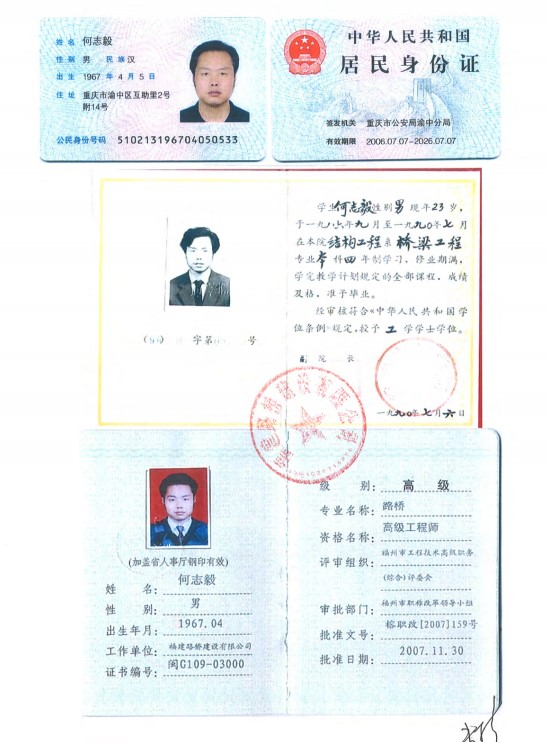 姓名 何志毅
性别 男 民族 汉
出生 1967 年 4 月 5 日
住址 重庆市渝中区互助里2号
附14号
公民身份号码 510213196704050533
中华人民共和国
居民身份证
签发机关 重庆市公安局渝中分局
有效期限 2006.07.07-2026.07.07
学生何志毅性别男现年23岁,
于一九八六年九月至一九九〇年七月
在本院结构工程系桥梁工程
专业本科四年制学习,修业期满,
学完教学计划规定的全部课程,成绩
及格,准予毕业。
经审核符合《中华人民共和国学
位条例》规定,授予工学学士学位。
院长
字第 号
一九九〇年七月六日
(加盖省人事厅钢印有效)
姓名: 何志毅
性别: 男
出生年月: 1967.04
工作单位: 福建路桥建设有限公司
证书编号: 闽G109-03000
级别: 高级
专业名称: 路桥
资格名称: 高级工程师
评审组织: 福州市工程技术高级职务
(综合)评委会
审批部门: 福州市职称改革领导小组
批准文号: 榕职改[2007]159号
批准日期: 2007.11.30